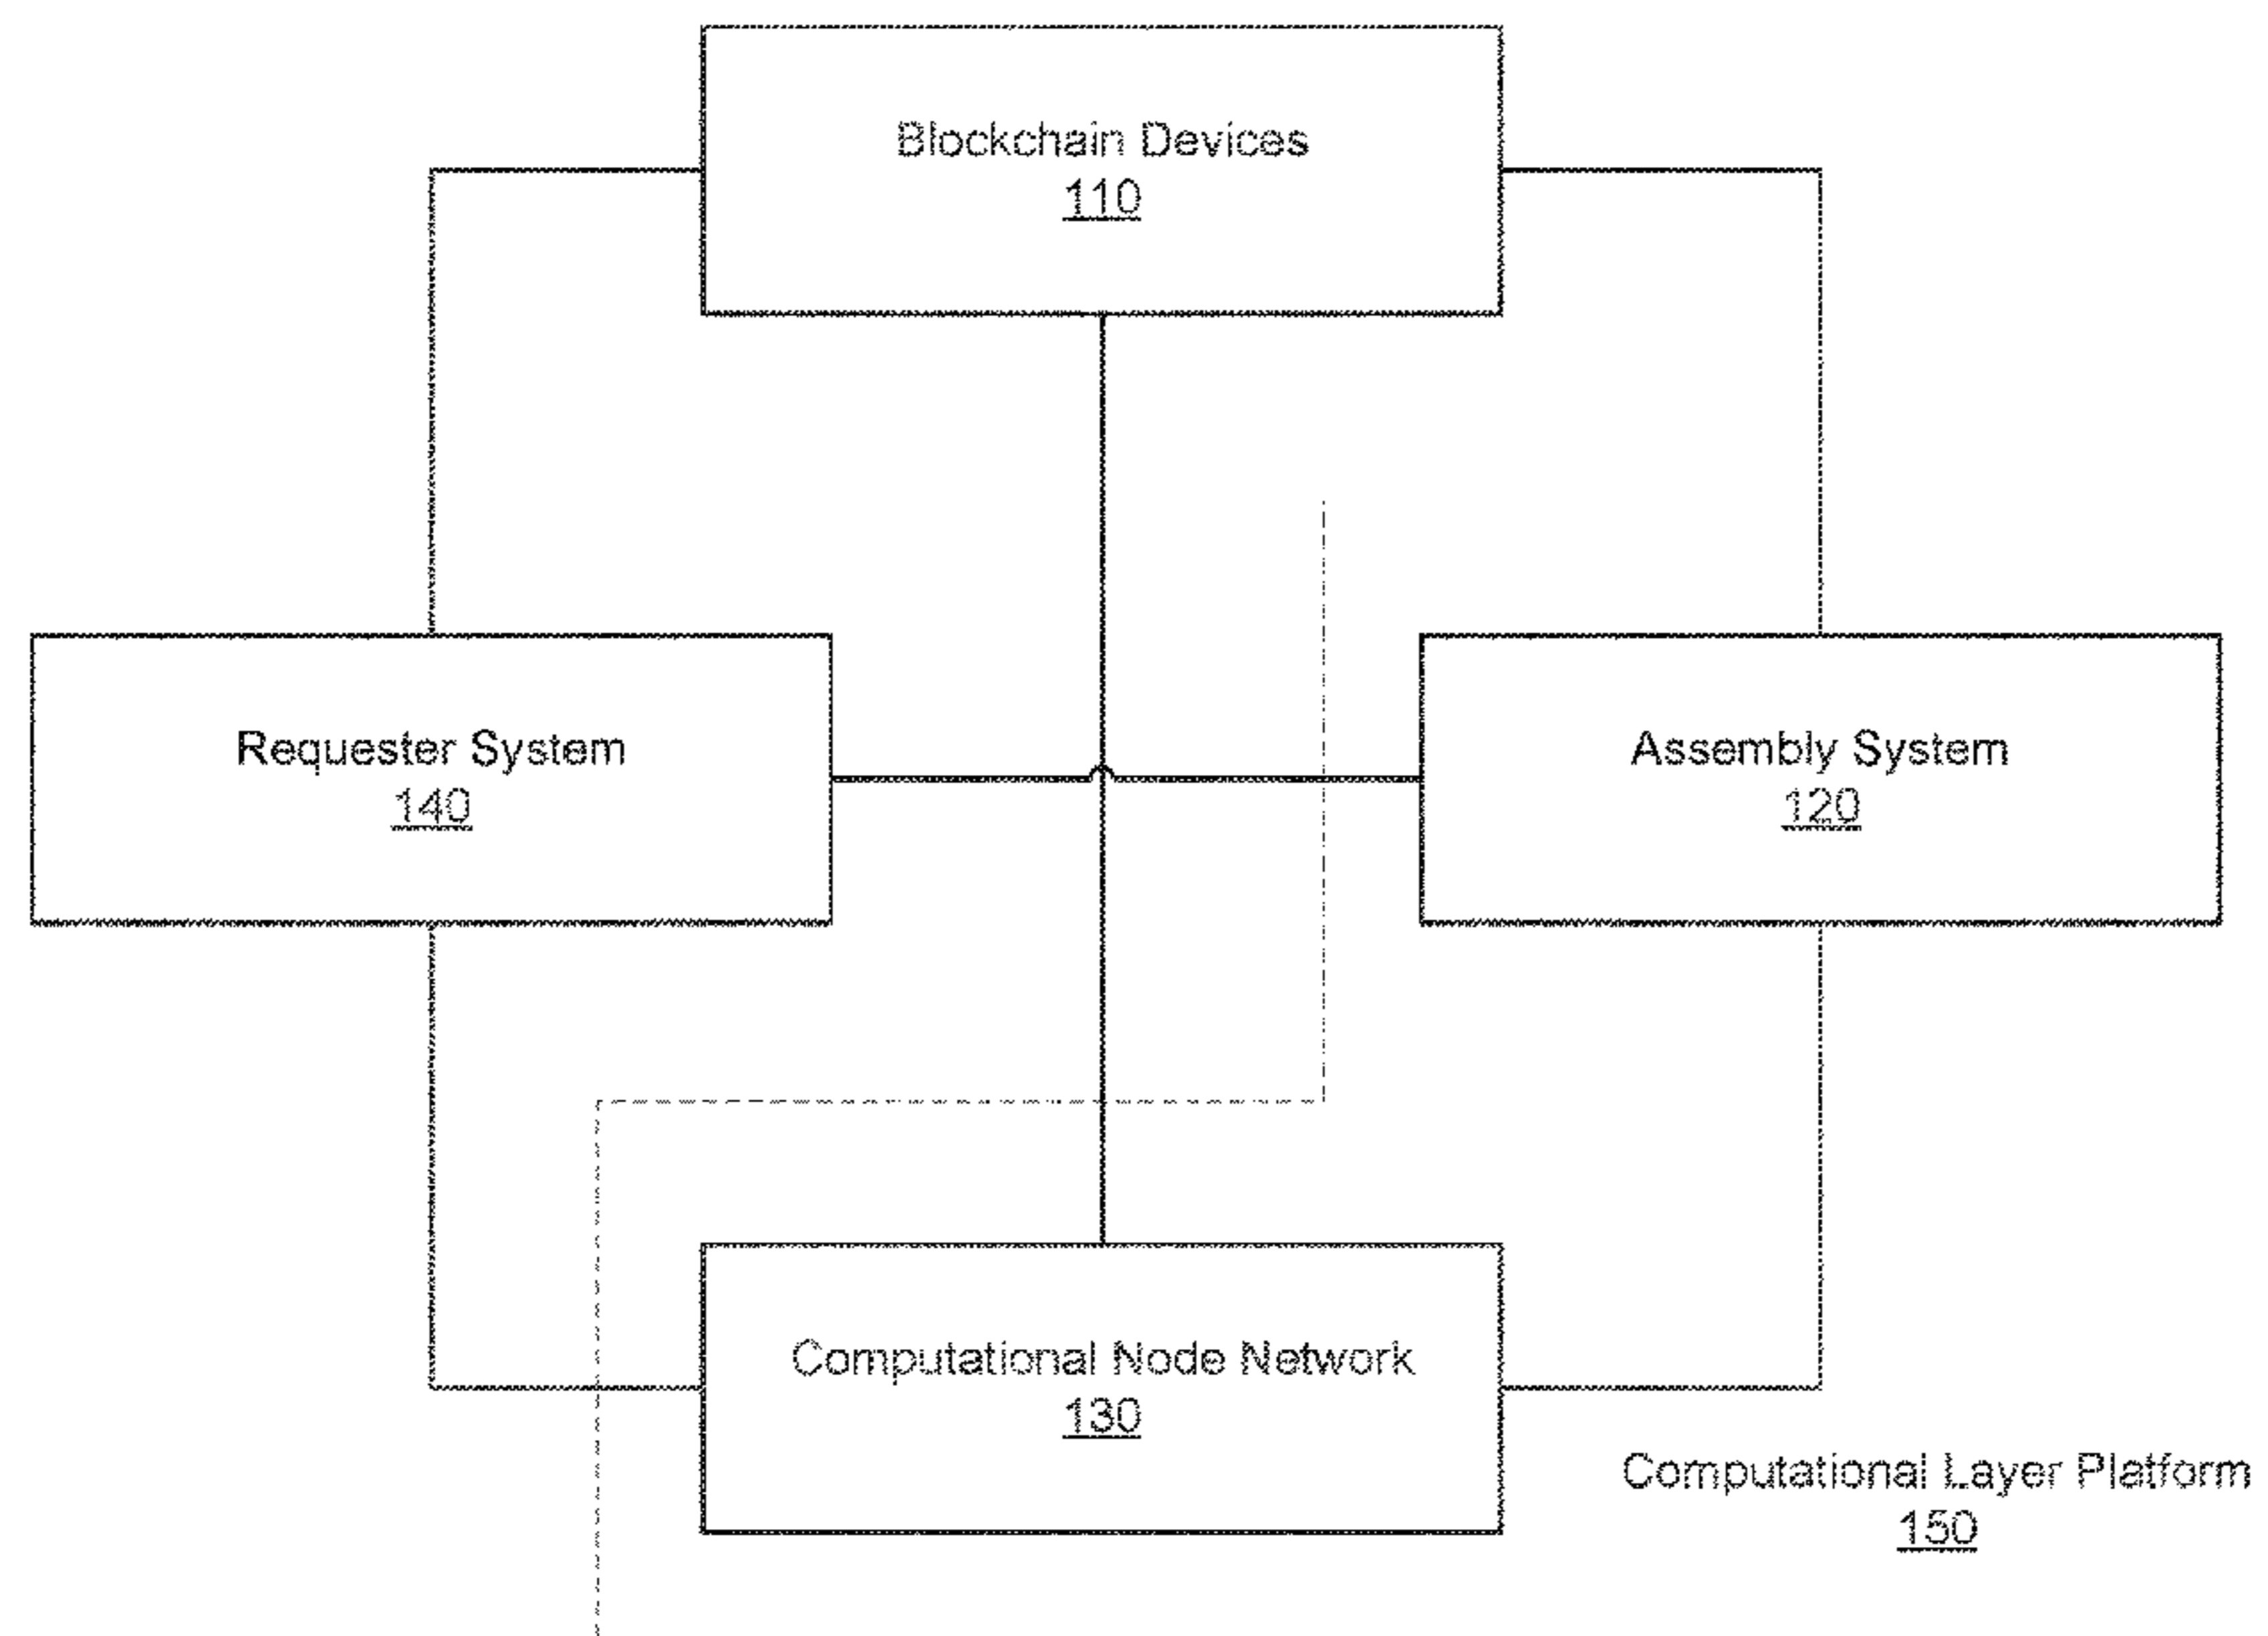 Blockchain Devices
110
Requester System
140
Assembly System
120
Computational Node Network
130
Computational Layer Platform
150